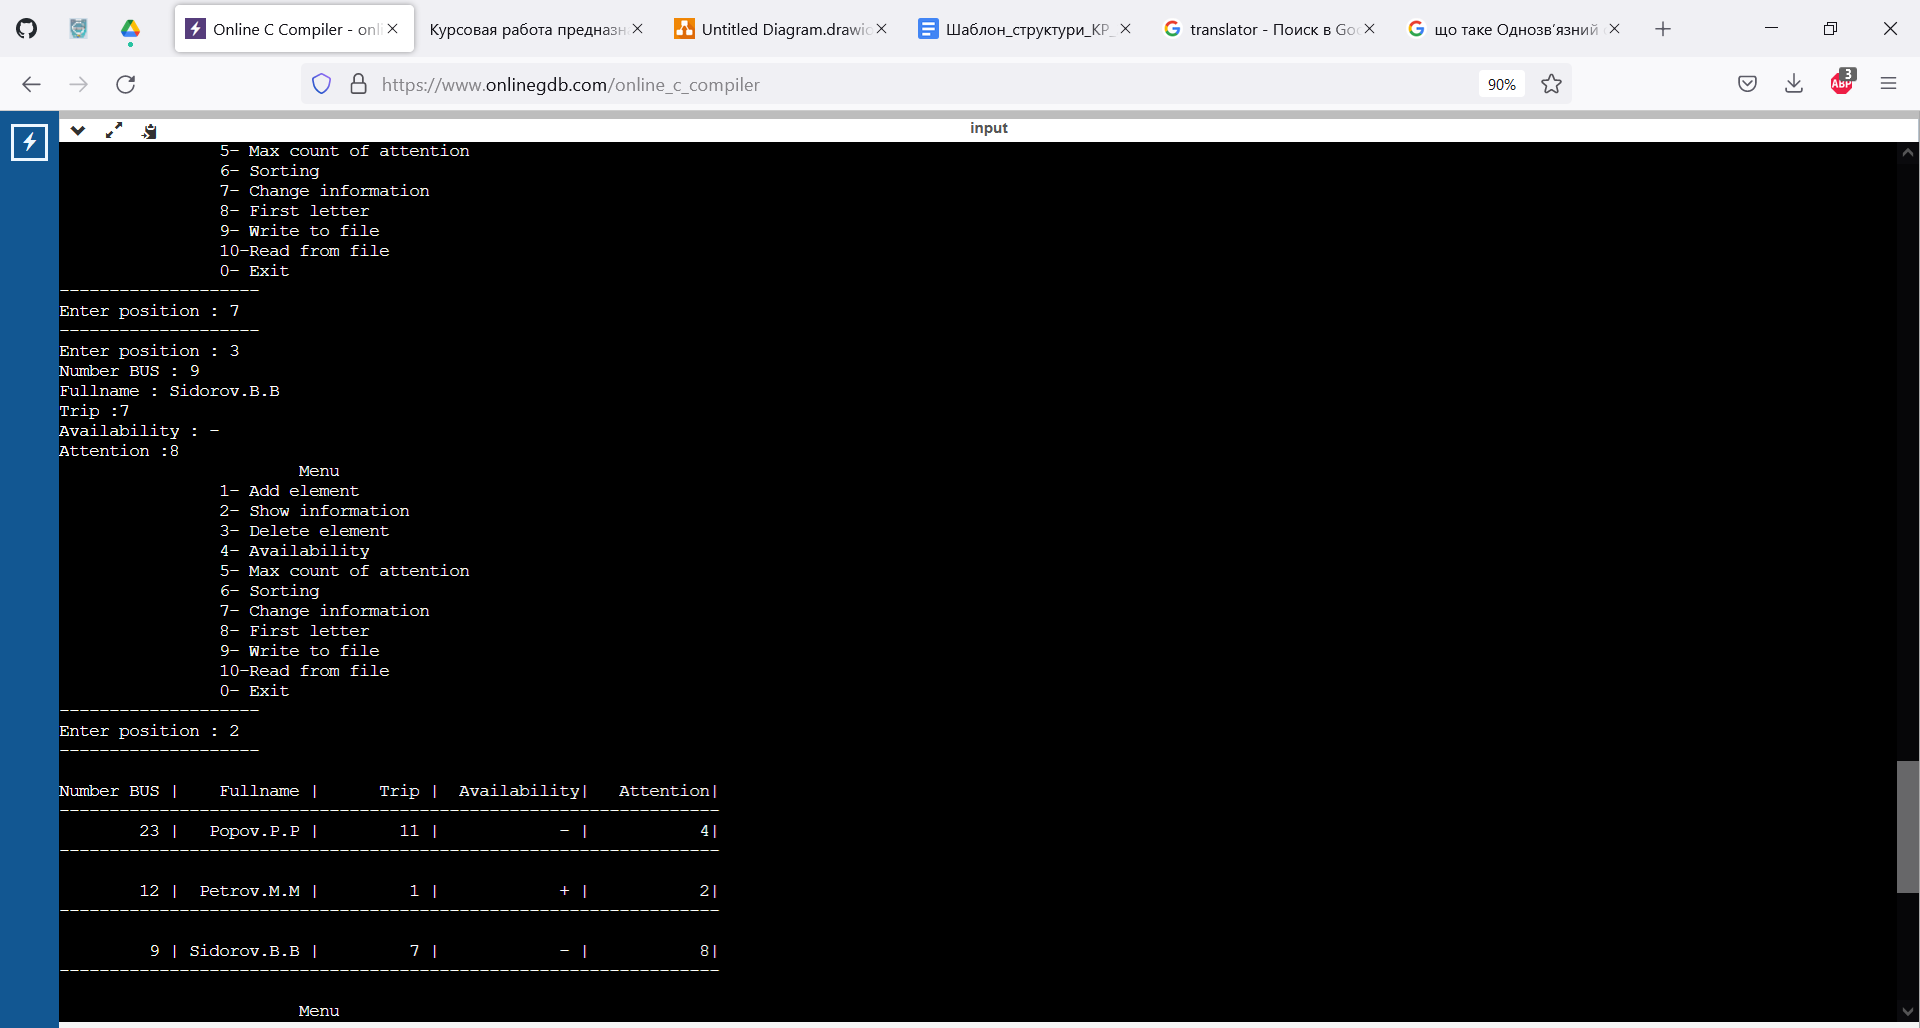 Online C Compiler - onli
Курсовая работа предназн
Untitled Diagram.drawio
Шаблон_структури_КР_
translator - Поиск в Goo
що таке Однозв’язний
https://www.onlinegdb.com/online_c_compiler
90%
ABP
3
input
5- Max count of attention
6- Sorting
7- Change information
8- First letter
9- Write to file
10-Read from file
0- Exit
--------------------
Enter position : 7
--------------------
Enter position : 3
Number BUS : 9
Fullname : Sidorov.B.B
Trip :7
Availability : -
Attention :8
Menu
1- Add element
2- Show information
3- Delete element
4- Availability
5- Max count of attention
6- Sorting
7- Change information
8- First letter
9- Write to file
10-Read from file
0- Exit
--------------------
Enter position : 2
--------------------
Number BUS | Fullname | Trip | Availability| Attention|
------------------------------------------------------------------
23 | Popov.P.P | 11 | - | 4|
------------------------------------------------------------------
12 | Petrov.M.M | 1 | + | 2|
------------------------------------------------------------------
9 | Sidorov.B.B | 7 | - | 8|
------------------------------------------------------------------
Menu